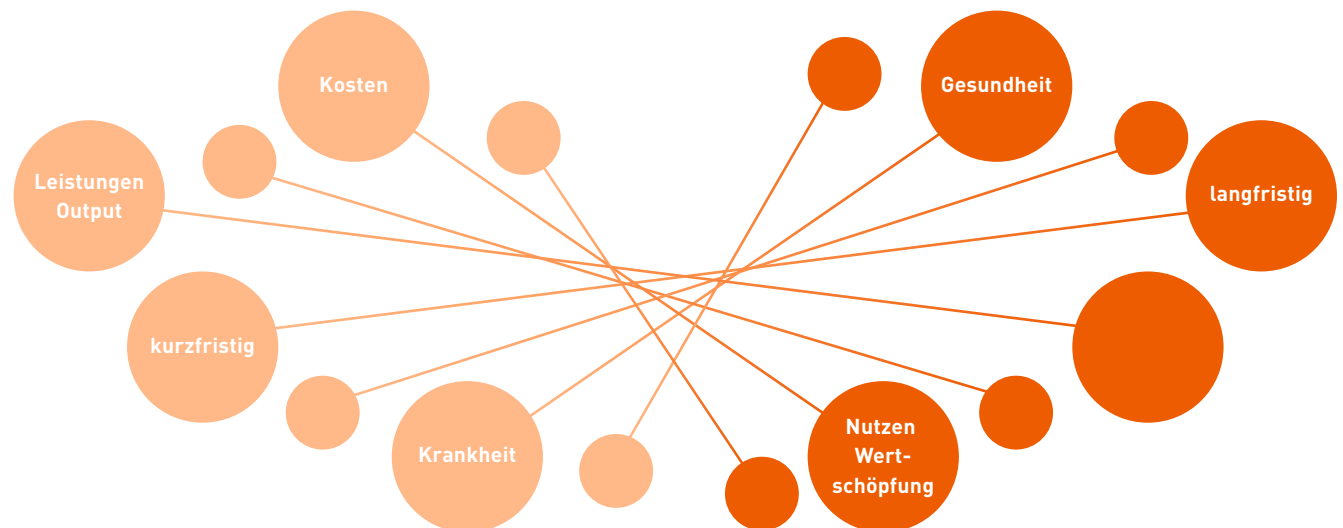 Kosten
Gesundheit
Leistungen
Output
langfristig
kurzfristig
Krankheit
Nutzen
Wert-
schöpfung